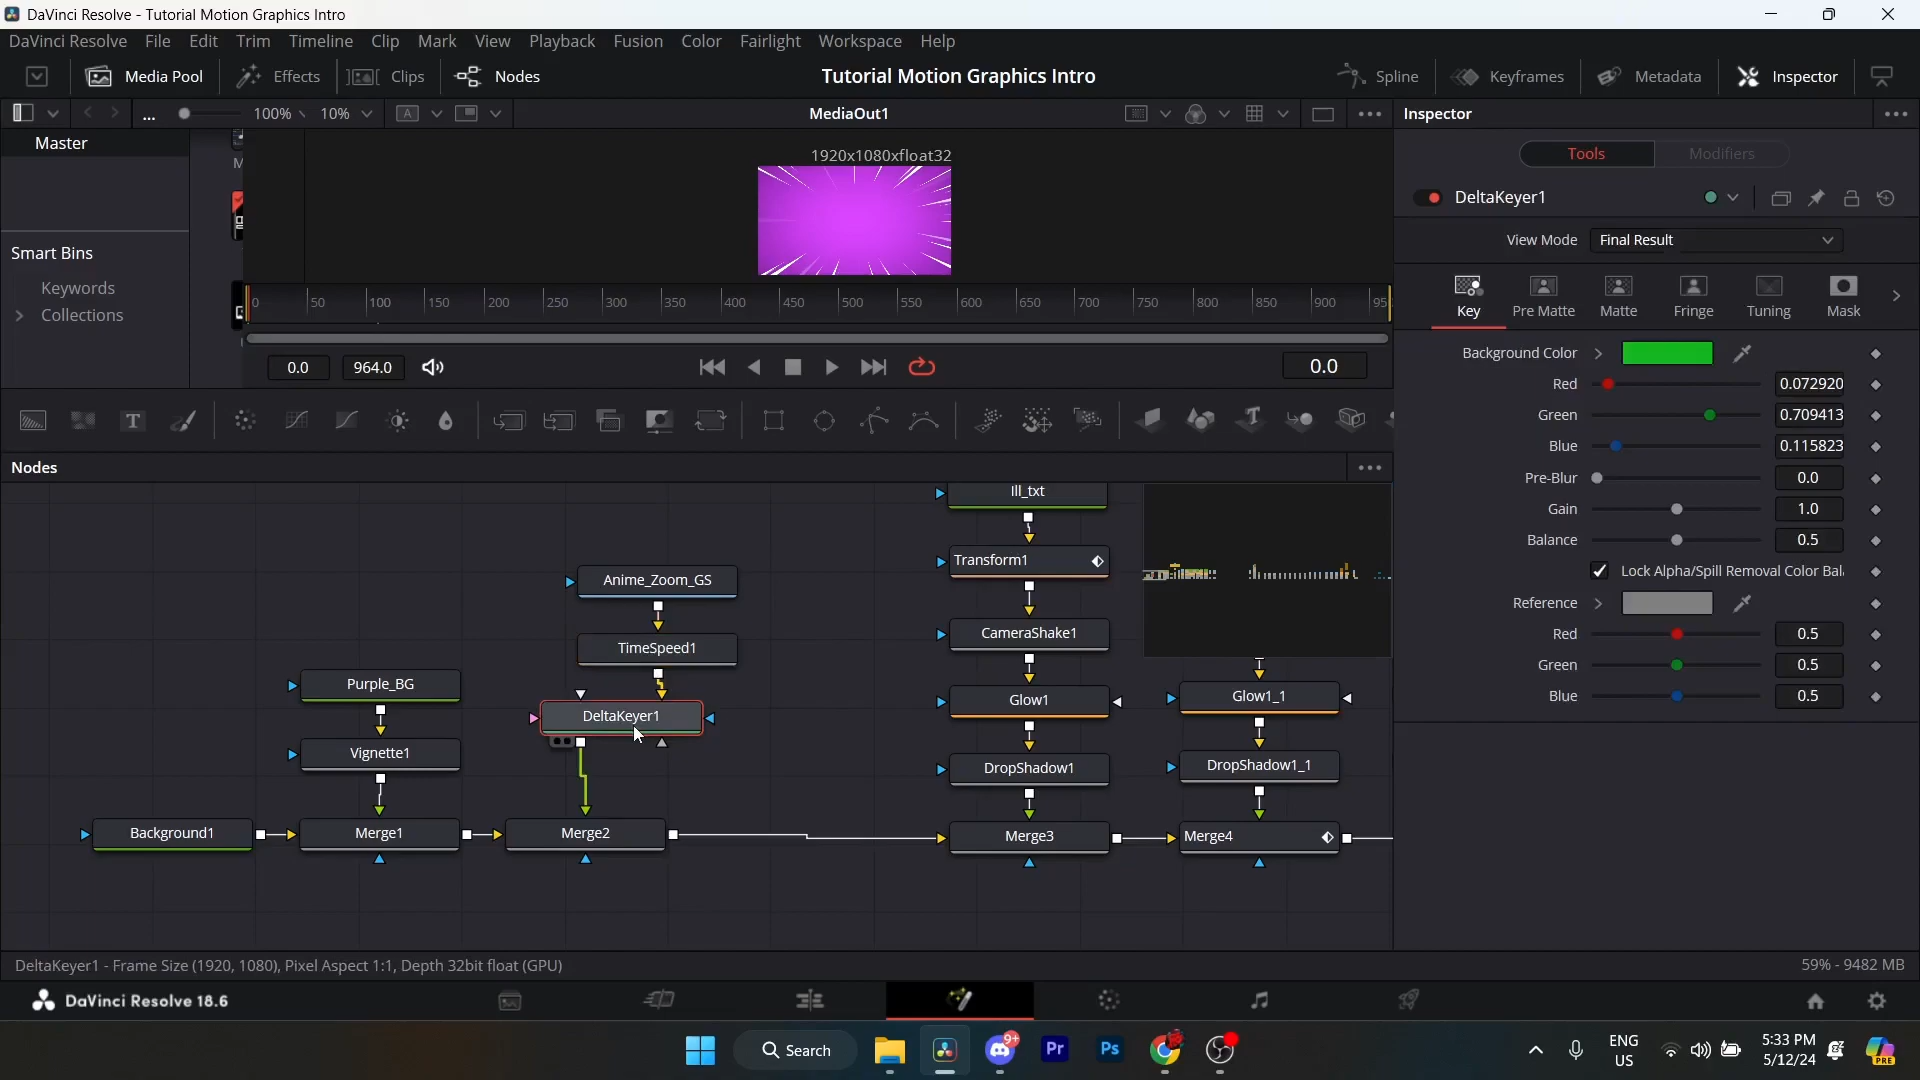 DaVinci Resolve - Tutorial Motion Graphics Intro
DaVinci Resolve File Edit Trim Timeline Clip Mark View Playback Fusion Color Fairlight Workspace Help
Media Pool Effects Clips Nodes Tutorial Motion Graphics Intro Spline Keyframes Metadata Inspector
... 100% 10% A MediaOut1 Inspector
Master
Smart Bins
Keywords
Collections
M
1920x1080xfloat32
0 50 100 150 200 250 300 350 400 450 500 550 600 650 700 750 800 850 900 95
0.0 964.0 0.0
T
Nodes
Ill_txt
Transform1
CameraShake1
Glow1
DropShadow1
Merge3
Glow1_1
DropShadow1_1
Merge4
Anime_Zoom_GS
TimeSpeed1
DeltaKeyer1
Purple_BG
Vignette1
Background1
Merge1
Merge2
Tools Modifiers
DeltaKeyer1
View Mode Final Result
Key Pre Matte Matte Fringe Tuning Mask
Background Color
Red 0.072920
Green 0.709413
Blue 0.115823
Pre-Blur 0.0
Gain 1.0
Balance 0.5
Lock Alpha/Spill Removal Color Bal
Reference
Red 0.5
Green 0.5
Blue 0.5
DeltaKeyer1 - Frame Size (1920, 1080), Pixel Aspect 1:1, Depth 32bit float (GPU)
59% - 9482 MB
DaVinci Resolve 18.6
Search
9+
Pr
Ps
ENG
US
5:33 PM
5/12/24
PRE